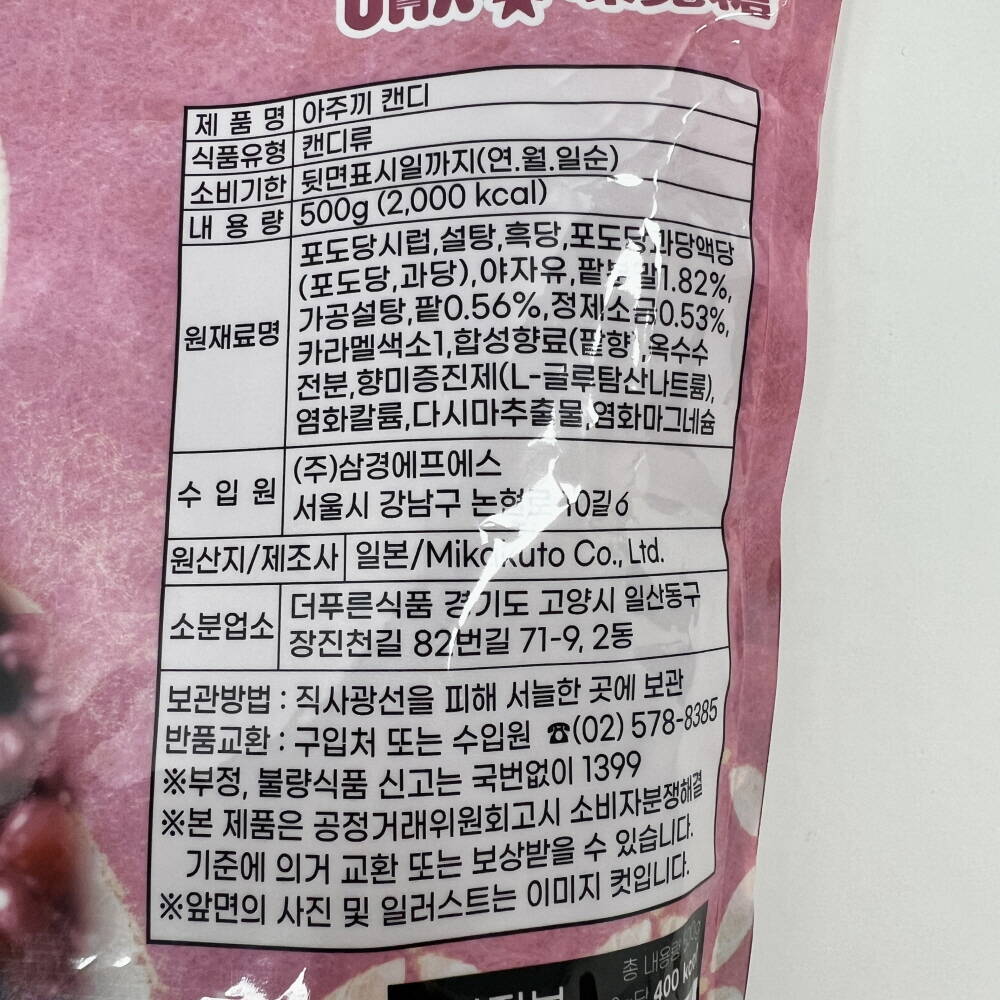 제 품 명 아주끼 캔디
식품유형 캔디류
소비기한 뒷면표시일까지(연.월.일순)
내 용 량 500g (2,000 kcal)
원재료명
포도당시럽,설탕,흑당,포도당과당액당
(포도당,과당),야자유,팥분말1.82%,
가공설탕,팥0.56%,정제소금0.53%,
카라멜색소1,합성향료(팥향),옥수수
전분,향미증진제(L-글루탐산나트륨),
염화칼륨,다시마추출물,염화마그네슘
수 입 원
(주)삼경에프에스
서울시 강남구 6
원산지/제조사 일본/Mikakuto Co., Ltd.
소분업소
더푸른식품 경기도 고양시 일산동구
장진천길 82번길 71-9, 2동
보관방법 : 직사광선을 피해 서늘한 곳에 보관
반품교환 : 구입처 또는 수입원 ☎(02) 578-8385
※부정, 불량식품 신고는 국번없이 1399
※본 제품은 공정거래위원회고시 소비자분쟁해결
기준에 의거 교환 또는 보상받을 수 있습니다.
※앞면의 사진 및 일러스트는 이미지 컷입니다.
총 내용량
400 kcal